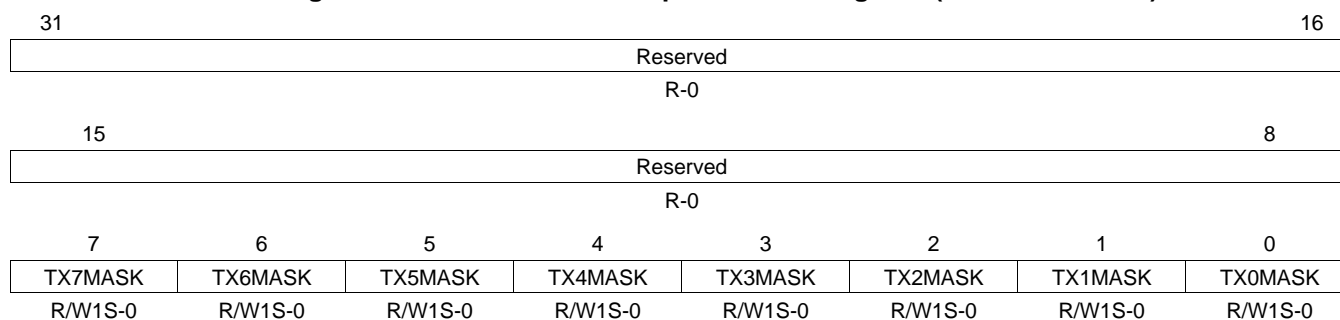 31 16
Reserved
R-0
15 8
Reserved
R-0
7 6 5 4 3 2 1 0
TX7MASK TX6MASK TX5MASK TX4MASK TX3MASK TX2MASK TX1MASK TX0MASK
R/W1S-0 R/W1S-0 R/W1S-0 R/W1S-0 R/W1S-0 R/W1S-0 R/W1S-0 R/W1S-0